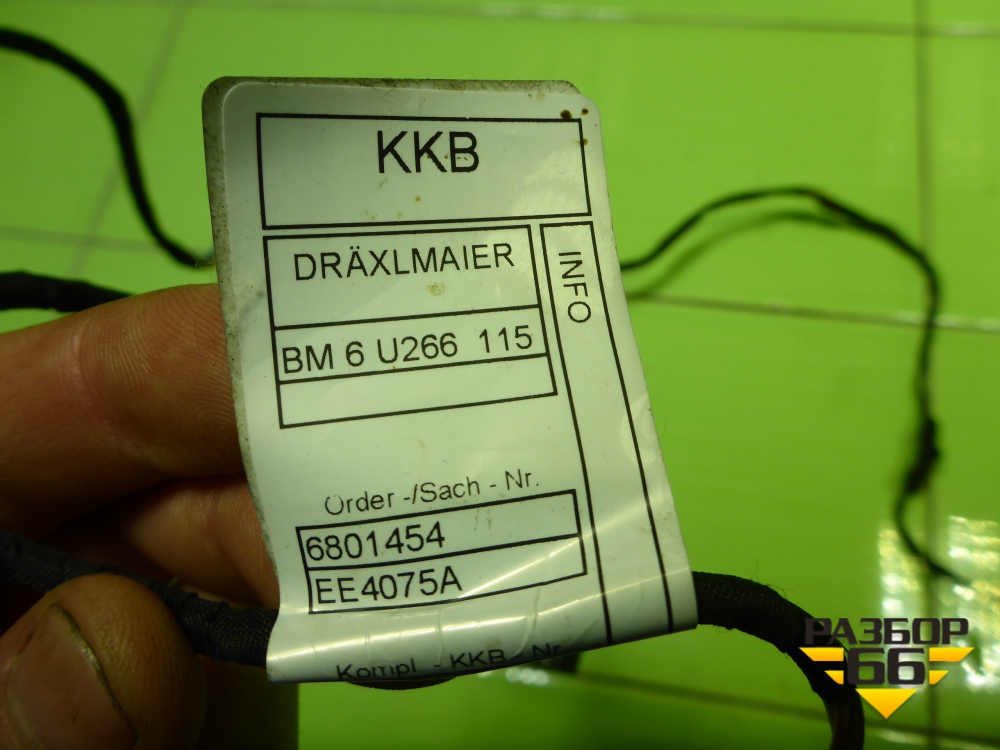 KKB
DRÄXLMAIER
INFO
BM 6 U266 115
Order -/Sach - Nr.
6801454
EE4075A
Kompl. - KKB - Nr.
РАЗБОР
66